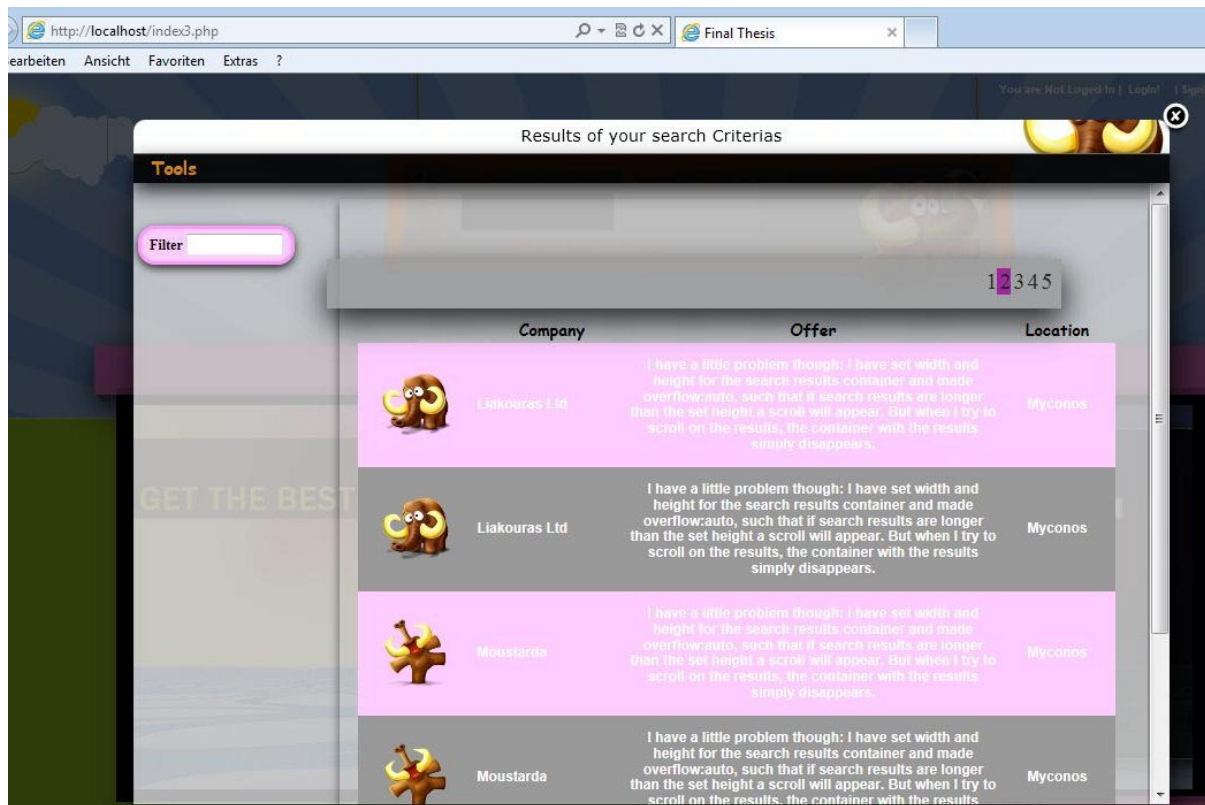 http://localhost/index3.php
Final Thesis
earbeiten Ansicht Favoriten Extras ?
You are Not Loged In | Login! | Sign
Results of your search Criterias
Tools
Filter
1 2 3 4 5
Company Offer Location
I have a little problem though: I have set width and
height for the search results container and made
overflow:auto, such that if search results are longer
than the set height a scroll will appear. But when I try to
scroll on the results, the container with the results
simply disappears.
Liakouras Ltd
Myconos
I have a little problem though: I have set width and
height for the search results container and made
overflow:auto, such that if search results are longer
than the set height a scroll will appear. But when I try to
scroll on the results, the container with the results
simply disappears.
Liakouras Ltd
Myconos
I have a little problem though: I have set width and
height for the search results container and made
overflow:auto, such that if search results are longer
than the set height a scroll will appear. But when I try to
scroll on the results, the container with the results
simply disappears.
Moustarda
Myconos
I have a little problem though: I have set width and
height for the search results container and made
overflow:auto, such that if search results are longer
than the set height a scroll will appear. But when I try to
scroll on the results, the container with the results
Moustarda
Myconos
GET THE BEST